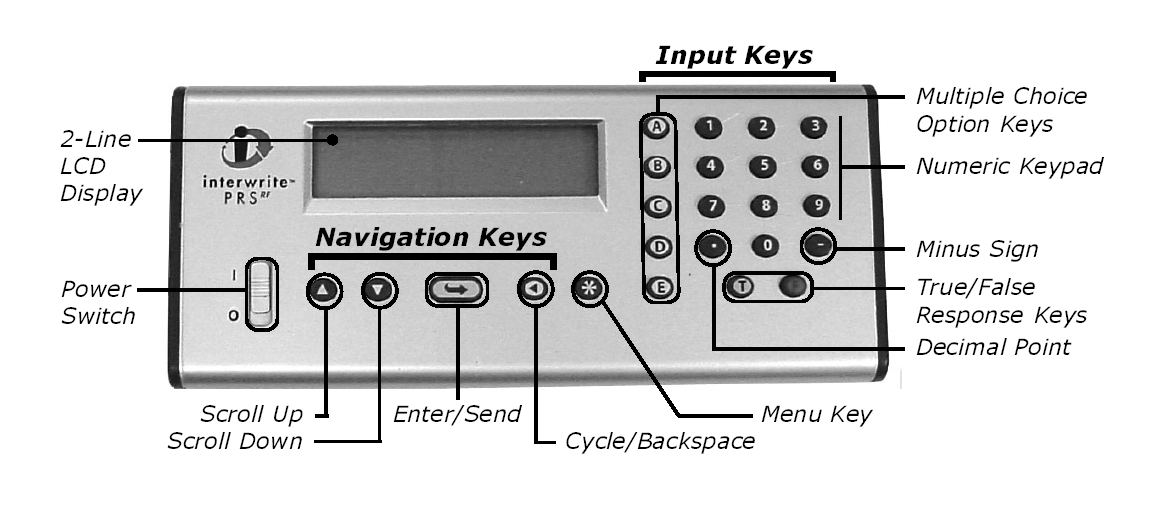 Input Keys
Multiple Choice
Option Keys
Numeric Keypad
Minus Sign
True/False
Response Keys
Decimal Point
2-Line
LCD
Display
interwrite™
PRS RF
Navigation Keys
Power
Switch
I
O
A
1 2 3
B
4 5 6
C
7 8 9
D
. 0 -
E
T
*
Scroll Up
Scroll Down
Enter/Send
Cycle/Backspace
Menu Key